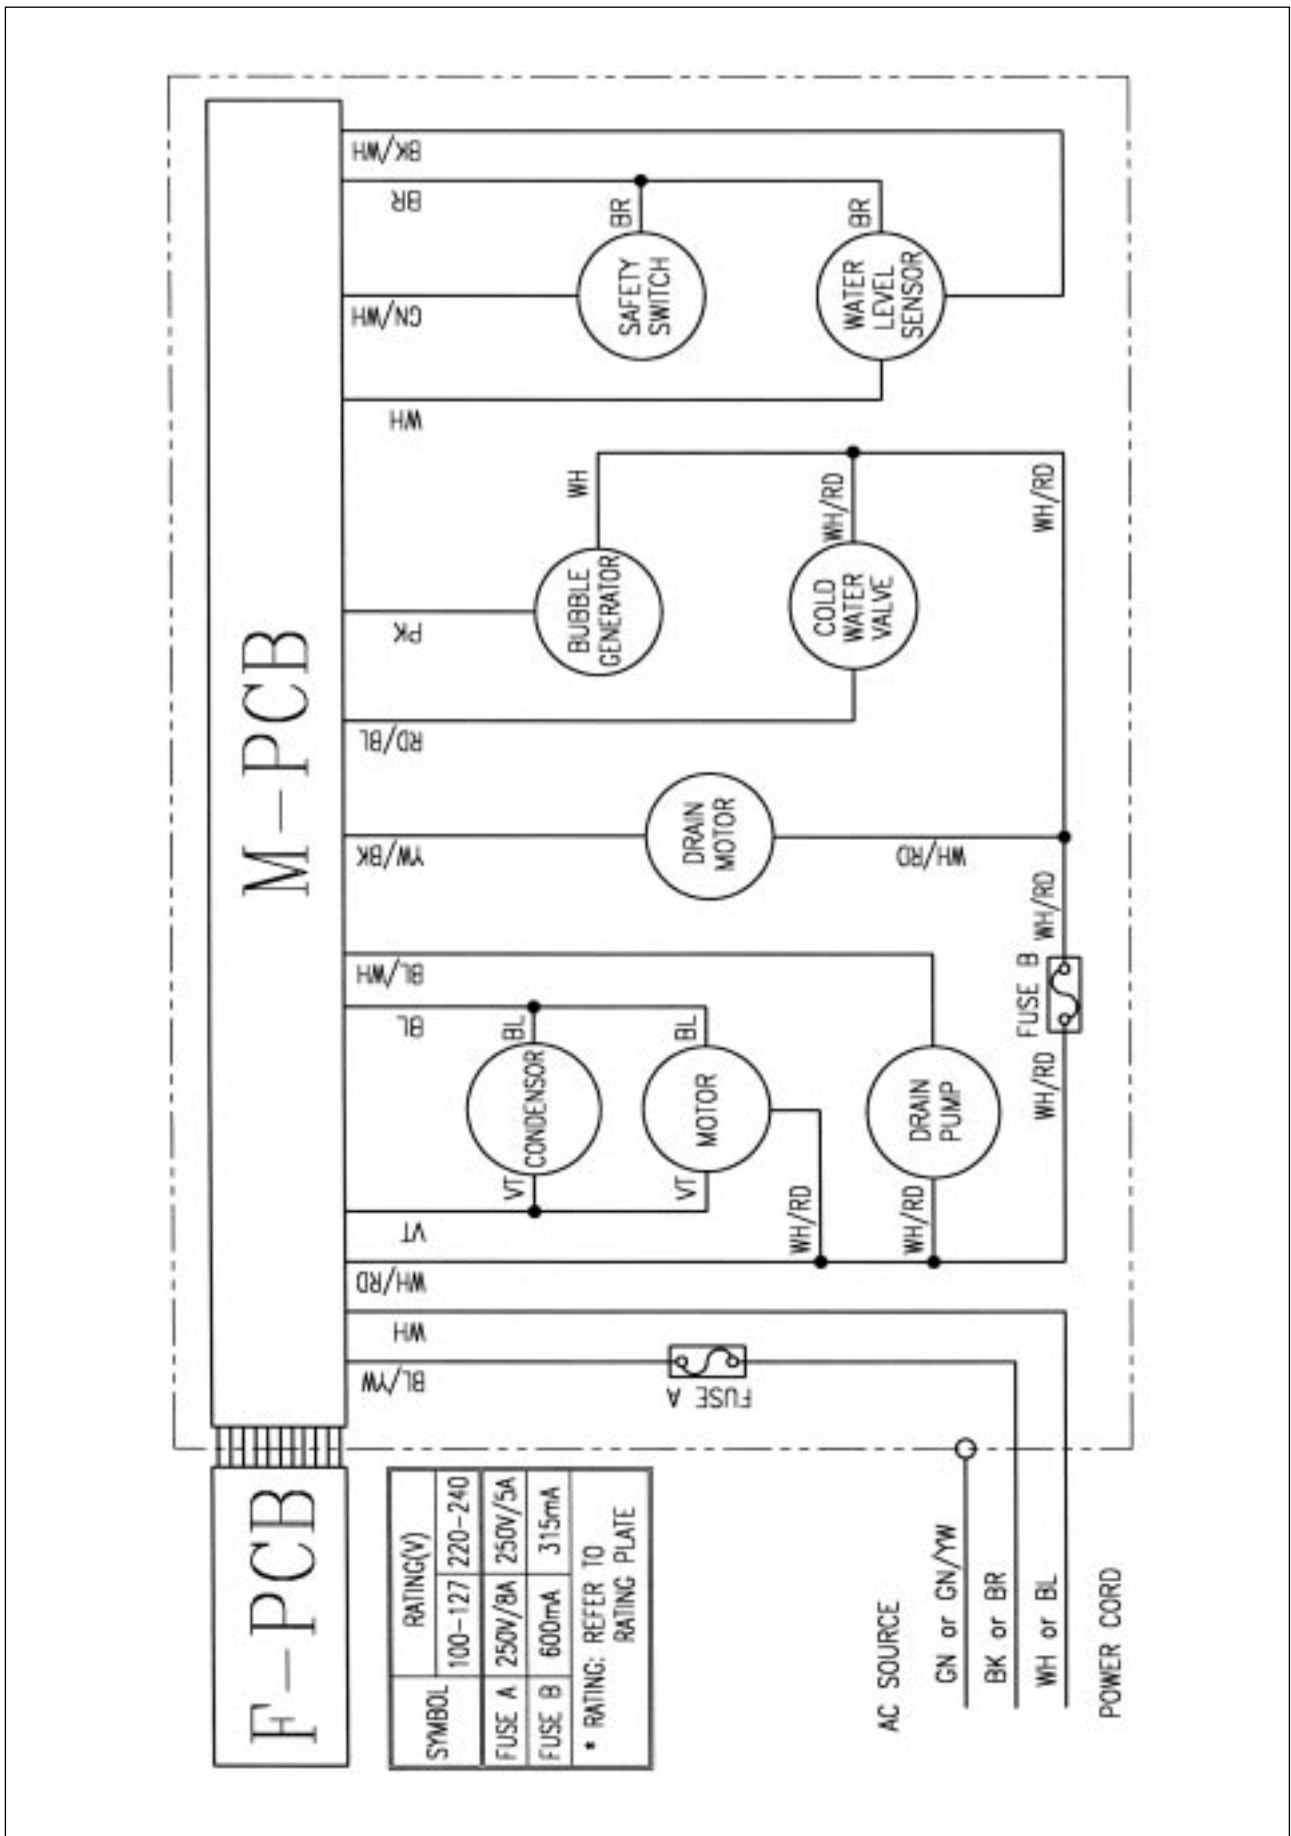 M-PCB
F-PCB
BK/WH
BR
GN/WH
WH
PK
RD/BL
YW/BK
BL/WH
BL
VT
WH/RD
WH
BL/YW
BR
SAFETY
SWITCH
BR
WATER
LEVEL
SENSOR
WH
BUBBLE
GENERATOR
WH/RD
COLD
WATER
VALVE
WH/RD
DRAIN
MOTOR
WH/RD
WH/RD
FUSE B
WH/RD
BL
CONDENSOR
VT
BL
MOTOR
VT
WH/RD
DRAIN
PUMP
WH/RD
FUSE A
SYMBOL RATING(V)
100-127 220-240
FUSE A 250V/8A 250V/5A
FUSE B 600mA 315mA
* RATING: REFER TO
RATING PLATE
AC SOURCE
GN or GN/YW
BK or BR
WH or BL
POWER CORD